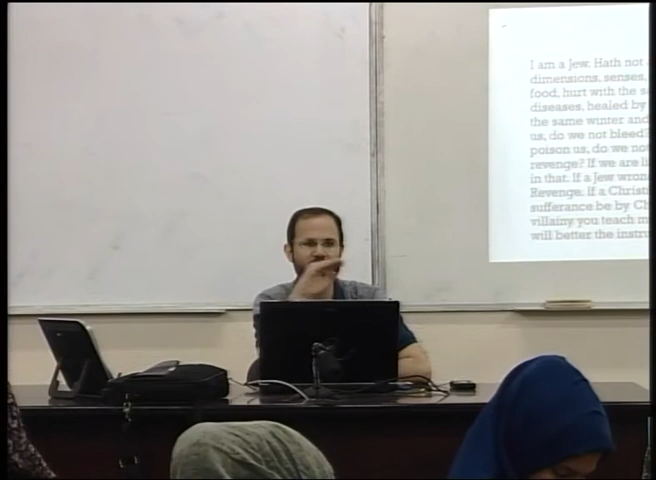 I am a Jew. Hath not
dimensions, senses,
food, hurt with the s
diseases, healed by
the same winter and
us, do we not bleed?
poison us, do we not
revenge? If we are li
in that. If a Jew wron
Revenge. If a Christi
sufferance be by Ch
villainy you teach m
will better the instru